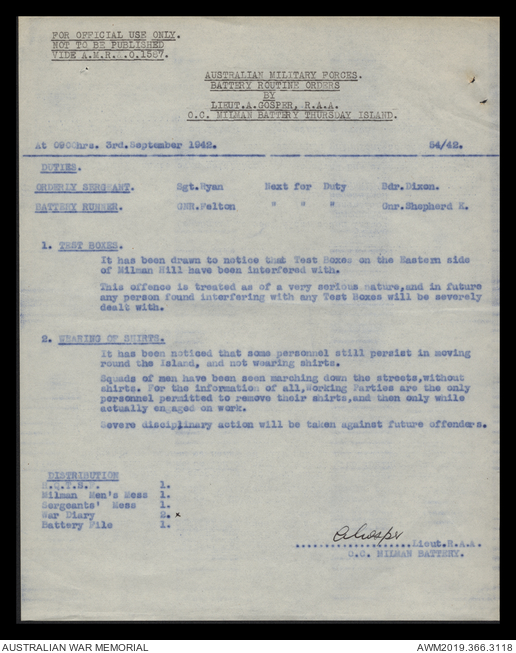 FOR OFFICIAL USE ONLY.
NOT TO BE PUBLISHED
VIDE A.M.R.&.O.1587.
AUSTRALIAN MILITARY FORCES.
BATTERY ROUTINE ORDERS
BY
LIEUT.A.GOSPER, R.A.A.
O.C. MILMAN BATTERY THURSDAY ISLAND.
At 0900hrs. 3rd.September 1942. 54/42.
DUTIES.
ORDERLY SERGEANT. Sgt.Ryan Next for Duty Bdr.Dixon.
BATTERY RUNNER. GNR.Felton " " " Gnr.Shepherd K.
1. TEST BOXES.
It has been drawn to notice that Test Boxes on the Eastern side
of Milman Hill have been interfered with.
This offence is treated as of a very serious nature,and in future
any person found interfering with any Test Boxes will be severely
dealt with.
2. WEARING OF SHIRTS.
It has been noticed that some personnel still persist in moving
round the Island, and not wearing shirts.
Squads of men have been seen marching down the streets,without
shirts. For the information of all,Working Parties are the only
personnel permitted to remove their shirts,and then only while
actually engaged on work.
Severe disciplinary action will be taken against future offenders.
DISTRIBUTION
1.
Milman Men's Mess 1.
Sergeants' Mess 1.
War Diary 2. x
Battery File 1.
AGosper
....................Lieut.R.A.A.
O.C. MILMAN BATTERY.
AUSTRALIAN WAR MEMORIAL AWM2019.366.3118